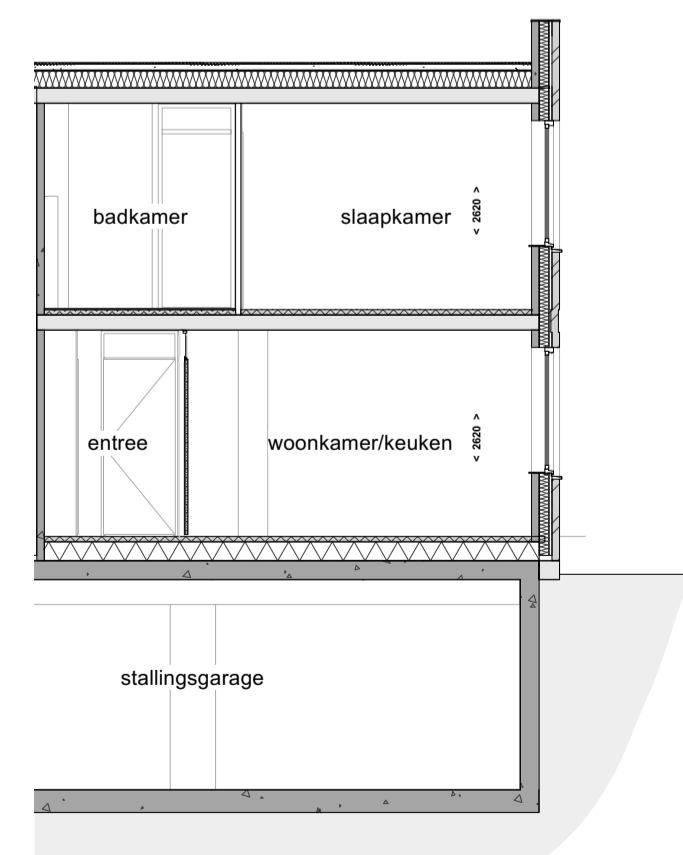 badkamer
slaapkamer
< 2620 >
entree
woonkamer/keuken
< 2620 >
stallingsgarage